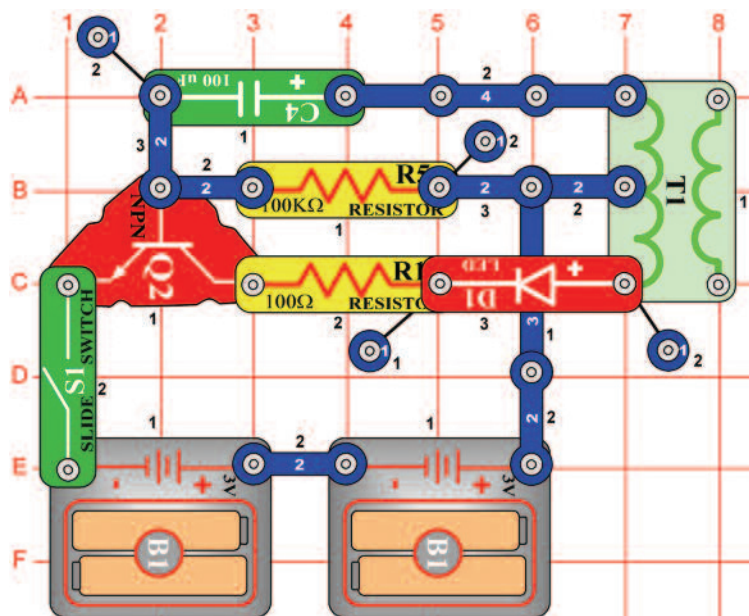 1 2 3 4 5 6 7 8
1
2
A
100 uF
+
C4
2
4
3
2
1
2
1
2
B
2
R5
2
2
NPN
100KΩ
RESISTOR
3
2
1
T1
1
Q2
R1
LED
+
C
100Ω
RESISTOR
D1
1
2
3
3
1
1
1
1
2
SLIDE SWITCH
S1
2
D
2
2
1
2
1
E
2
- +
3V
- +
3V
B1
B1
F